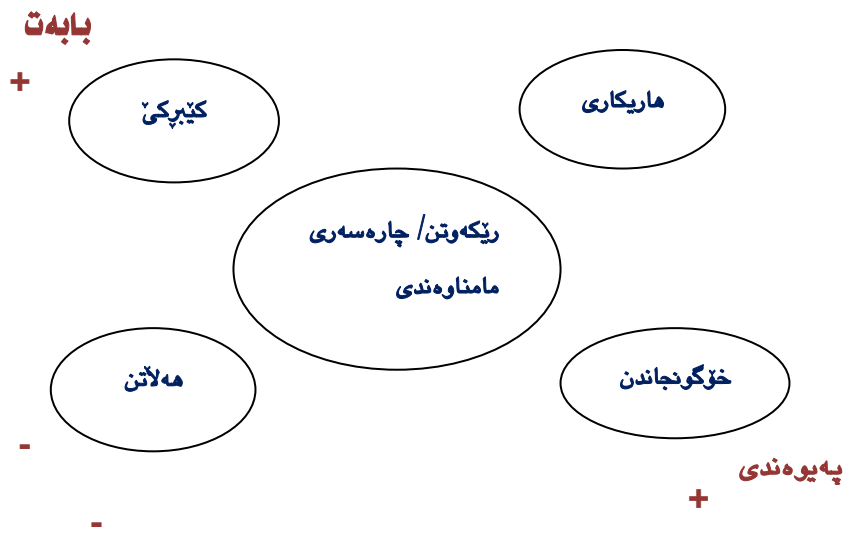 بابەت
+
هاریکاری
کێبڕکێ
ڕێکەوتن/ چارەسەری
مامناوەندی
هەڵاتن
خۆگونجاندن
-
پەیوەندی
+
-